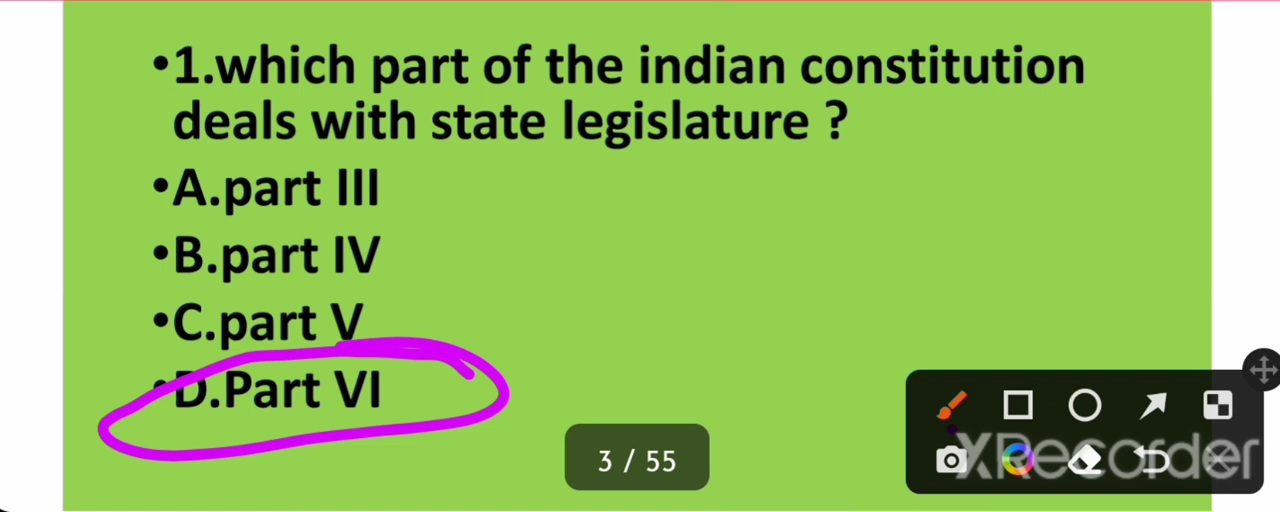 •1.which part of the indian constitution
deals with state legislature ?
•A.part III
•B.part IV
•C.part V
•D.Part VI
3 / 55
XRecorder